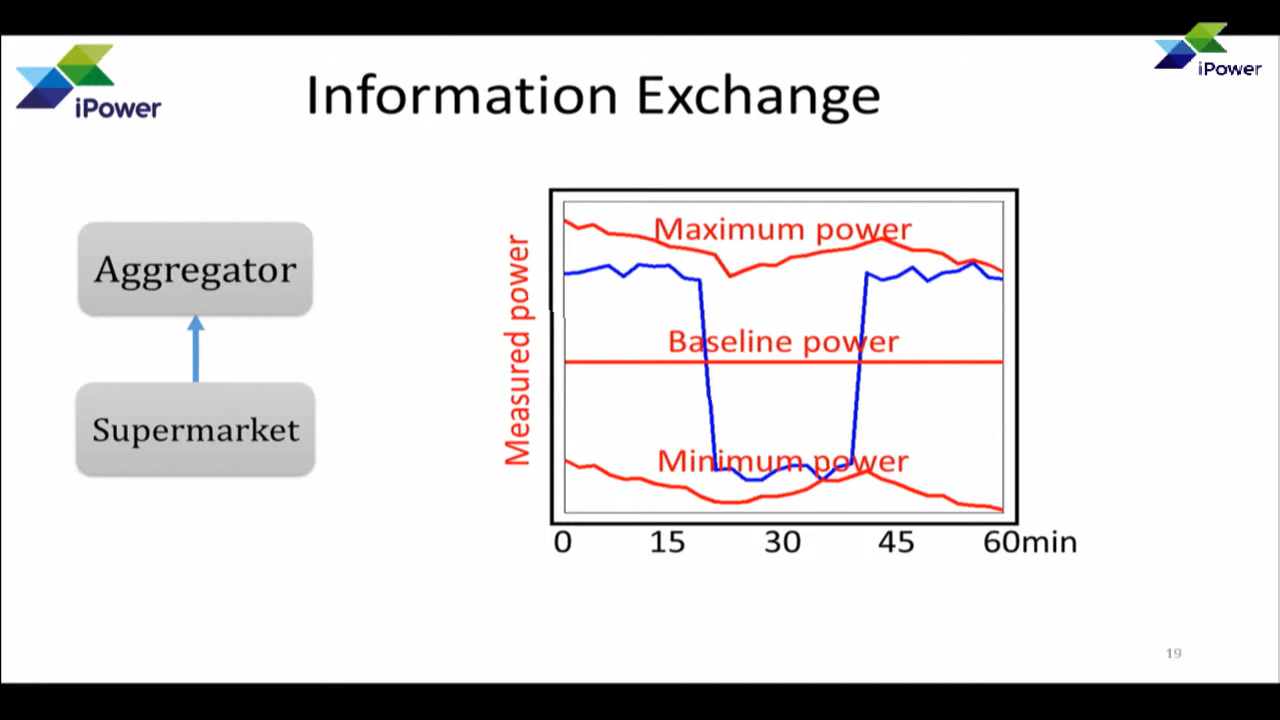 iPower
iPower
Information Exchange
Aggregator
Supermarket
Measured power
Maximum power
Baseline power
Minimum power
0 15 30 45 60min
19